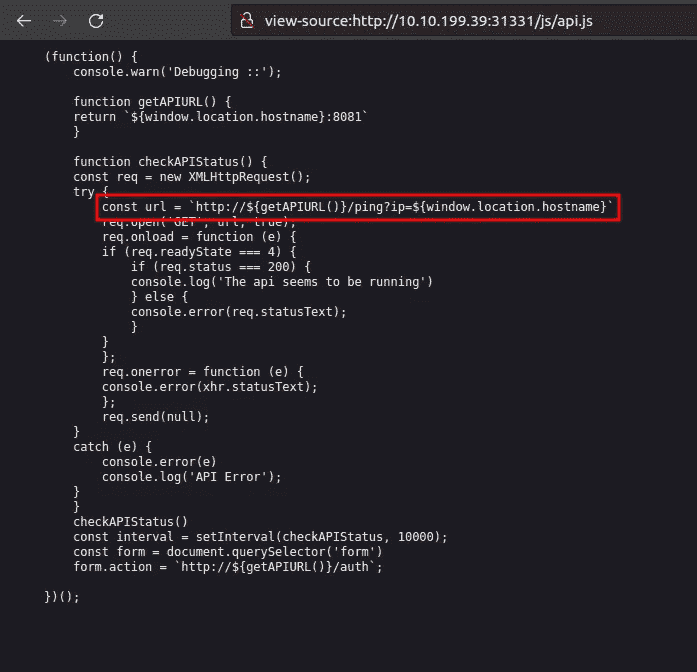 view-source:http://10.10.199.39:31331/js/api.js
(function() {
    console.warn('Debugging ::');

    function getAPIURL() {
    return `${window.location.hostname}:8081`
    }

    function checkAPIStatus() {
    const req = new XMLHttpRequest();
    try {
        const url = `http://${getAPIURL()}/ping?ip=${window.location.hostname}`
        req.open('GET', url, true);
        req.onload = function (e) {
        if (req.readyState === 4) {
            if (req.status === 200) {
            console.log('The api seems to be running')
            } else {
            console.error(req.statusText);
            }
        }
        };
        req.onerror = function (e) {
        console.error(xhr.statusText);
        };
        req.send(null);
    }
    catch (e) {
        console.error(e)
        console.log('API Error');
    }
    }
    checkAPIStatus()
    const interval = setInterval(checkAPIStatus, 10000);
    const form = document.querySelector('form')
    form.action = `http://${getAPIURL()}/auth`;

})();